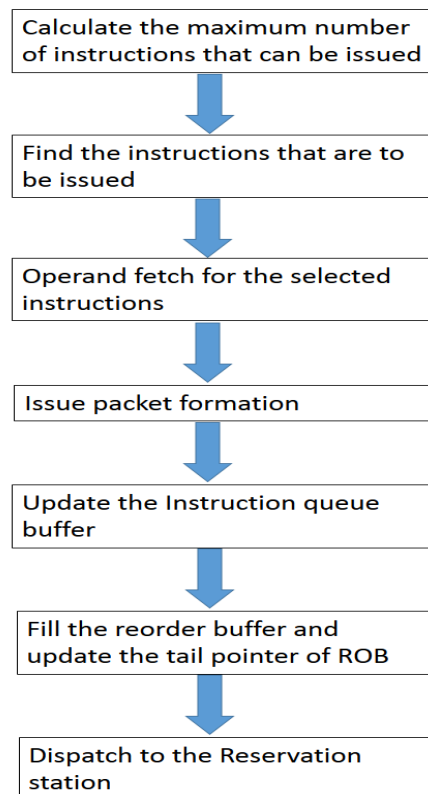 Calculate the maximum number
of instructions that can be issued
Find the instructions that are to
be issued
Operand fetch for the selected
instructions
Issue packet formation
Update the Instruction queue
buffer
Fill the reorder buffer and
update the tail pointer of ROB
Dispatch to the Reservation
station